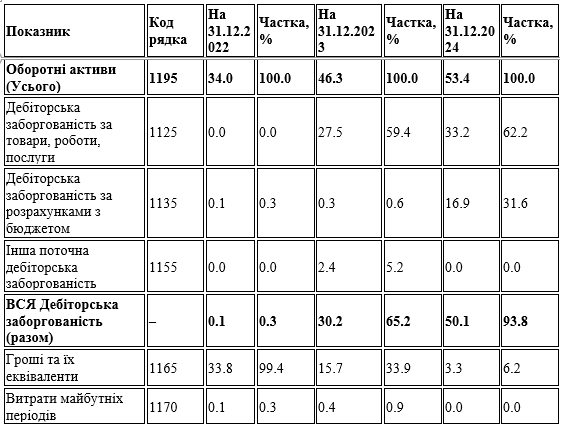 Показник Код рядка На 31.12.2022 Частка, % На 31.12.2023 Частка, % На 31.12.2024 Частка, %
Оборотні активи (Усього) 1195 34.0 100.0 46.3 100.0 53.4 100.0
Дебіторська заборгованість за товари, роботи, послуги 1125 0.0 0.0 27.5 59.4 33.2 62.2
Дебіторська заборгованість за розрахунками з бюджетом 1135 0.1 0.3 0.3 0.6 16.9 31.6
Інша поточна дебіторська заборгованість 1155 0.0 0.0 2.4 5.2 0.0 0.0
ВСЯ Дебіторська заборгованість (разом) – 0.1 0.3 30.2 65.2 50.1 93.8
Гроші та їх еквіваленти 1165 33.8 99.4 15.7 33.9 3.3 6.2
Витрати майбутніх періодів 1170 0.1 0.3 0.4 0.9 0.0 0.0